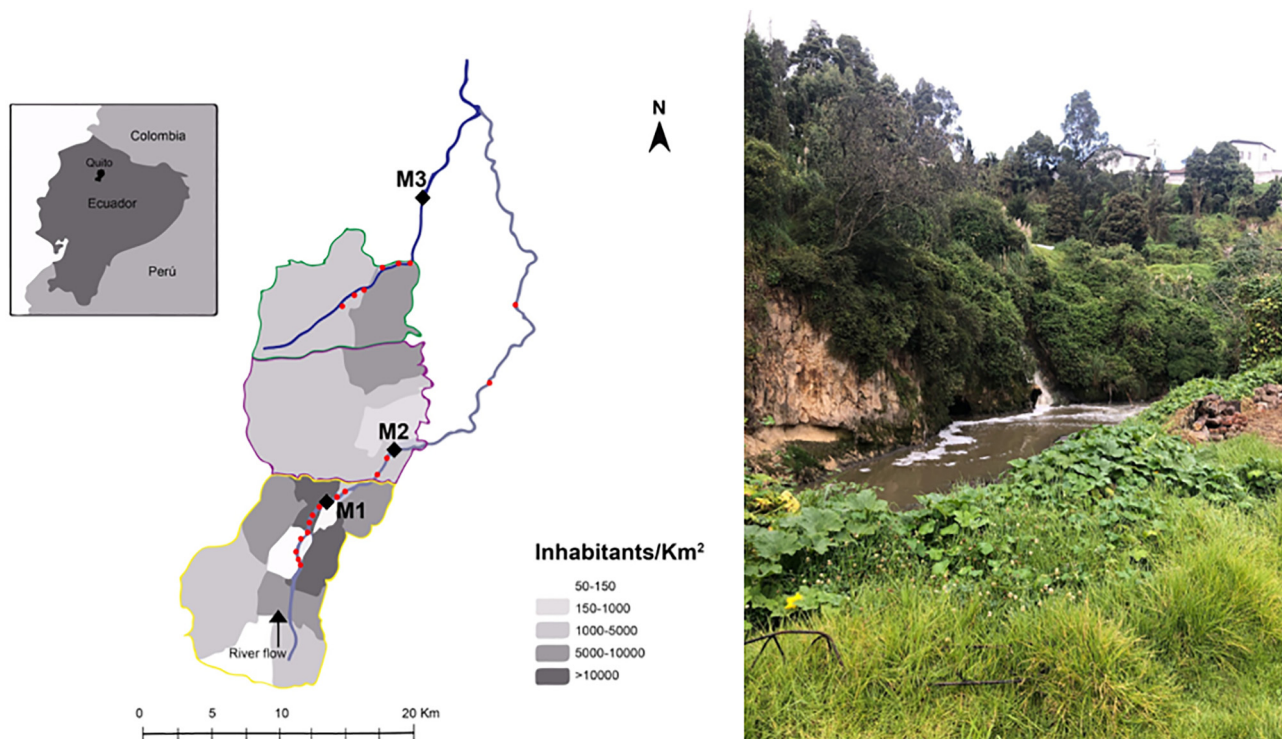 Colombia
Quito
Ecuador
Perú
N
M3
M2
M1
River flow
Inhabitants/Km²
50-150
150-1000
1000-5000
5000-10000
>10000
0 5 10 20 Km